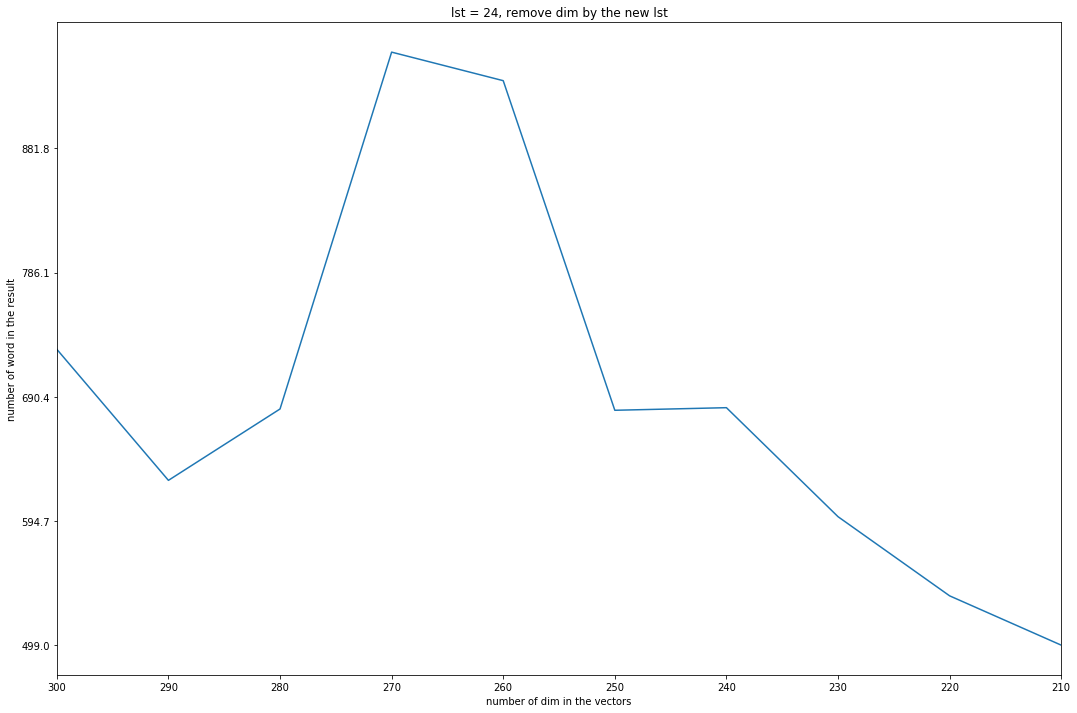 lst = 24, remove dim by the new lst
number of word in the result
881.8
786.1
690.4
594.7
499.0
300 290 280 270 260 250 240 230 220 210
number of dim in the vectors